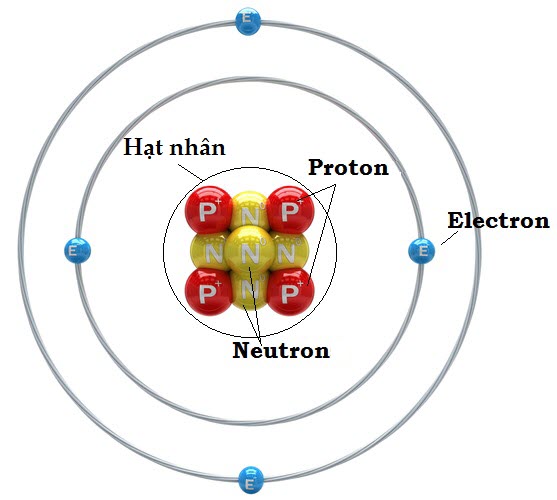 E
Hạt nhân
Proton
P+ N P+
Electron
E N N N E
P+ N P+
Neutron
E